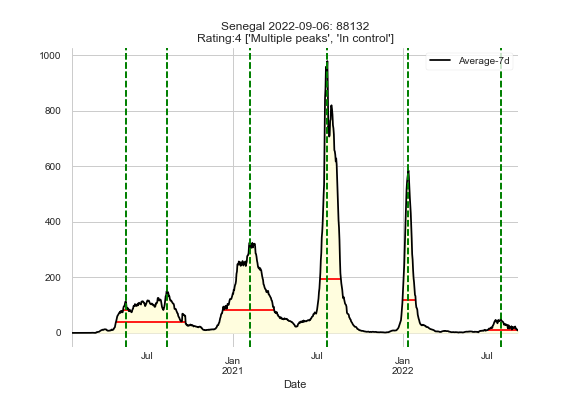 Senegal 2022-09-06: 88132
Rating:4 ['Multiple peaks', 'In control']
Average-7d
1000
800
600
400
200
0
Jul
Jan
2021
Jul
Jan
2022
Jul
Date